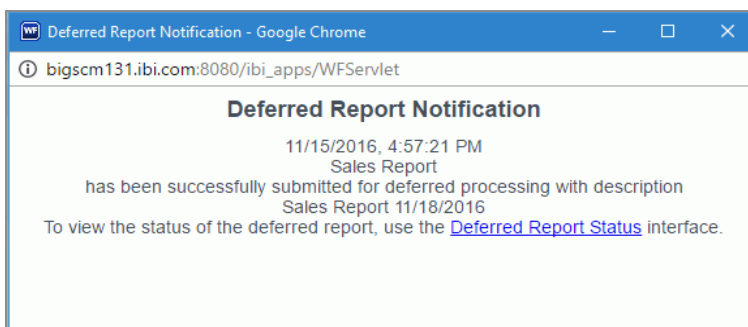 WF Deferred Report Notification - Google Chrome
bigscm131.ibi.com:8080/ibi_apps/WFServlet
Deferred Report Notification
11/15/2016, 4:57:21 PM
Sales Report
has been successfully submitted for deferred processing with description
Sales Report 11/18/2016
To view the status of the deferred report, use the Deferred Report Status interface.